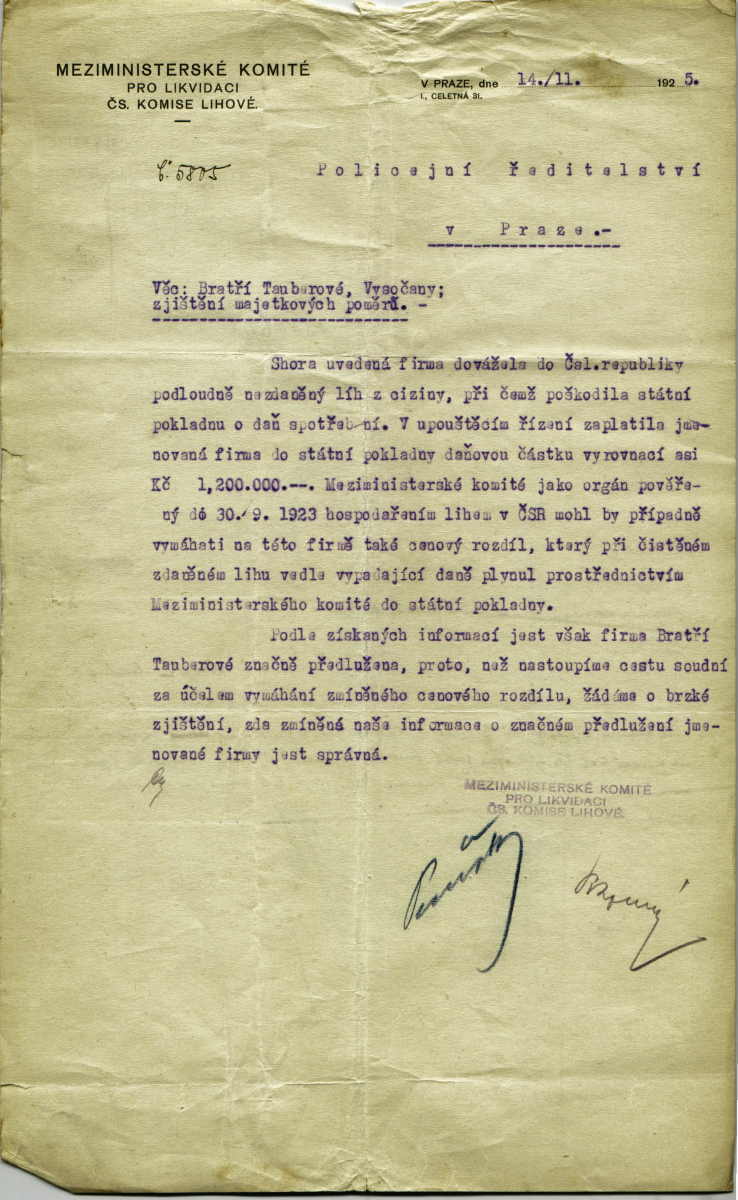 MEZIMINISTERSKÉ KOMITÉ
PRO LIKVIDACI
ČS. KOMISE LIHOVÉ.
V PRAZE, dne 14./11. 1925.
I., CELETNÁ 31.
č. 5805
Policejní ředitelství
v Praze.-
Věc: Bratří Tauberové, Vysočany;
zjištění majetkových poměrů. -
Shora uvedená firma dovážela do Čsl.republiky
podloudně nezdaněný líh z ciziny, při čemž poškodila státní
pokladnu o daň spotřební. V upouštěcím řízení zaplatila jme-
novaná firma do státní pokladny daňovou částku vyrovnací asi
Kč 1,200.000.--. Meziministerské komité jako orgán pověře-
ný do 30./9. 1923 hospodařením lihem v ČSR mohl by případně
vymáhati na této firmě také cenový rozdíl, který při čistěném
zdaněném lihu vedle vypadající daně plynul prostřednictvím
Meziministerského komité do státní pokladny.
Podle získaných informací jest však firma Bratří
Tauberové značně předlužena, proto, než nastoupíme cestu soudní
za účelem vymáhání zmíněného cenového rozdílu, žádáme o brzké
zjištění, zda zmíněná naše informace o značném předlužení jme-
nované firmy jest správná.
MEZIMINISTERSKÉ KOMITÉ
PRO LIKVIDACI
ČS. KOMISE LIHOVÉ.